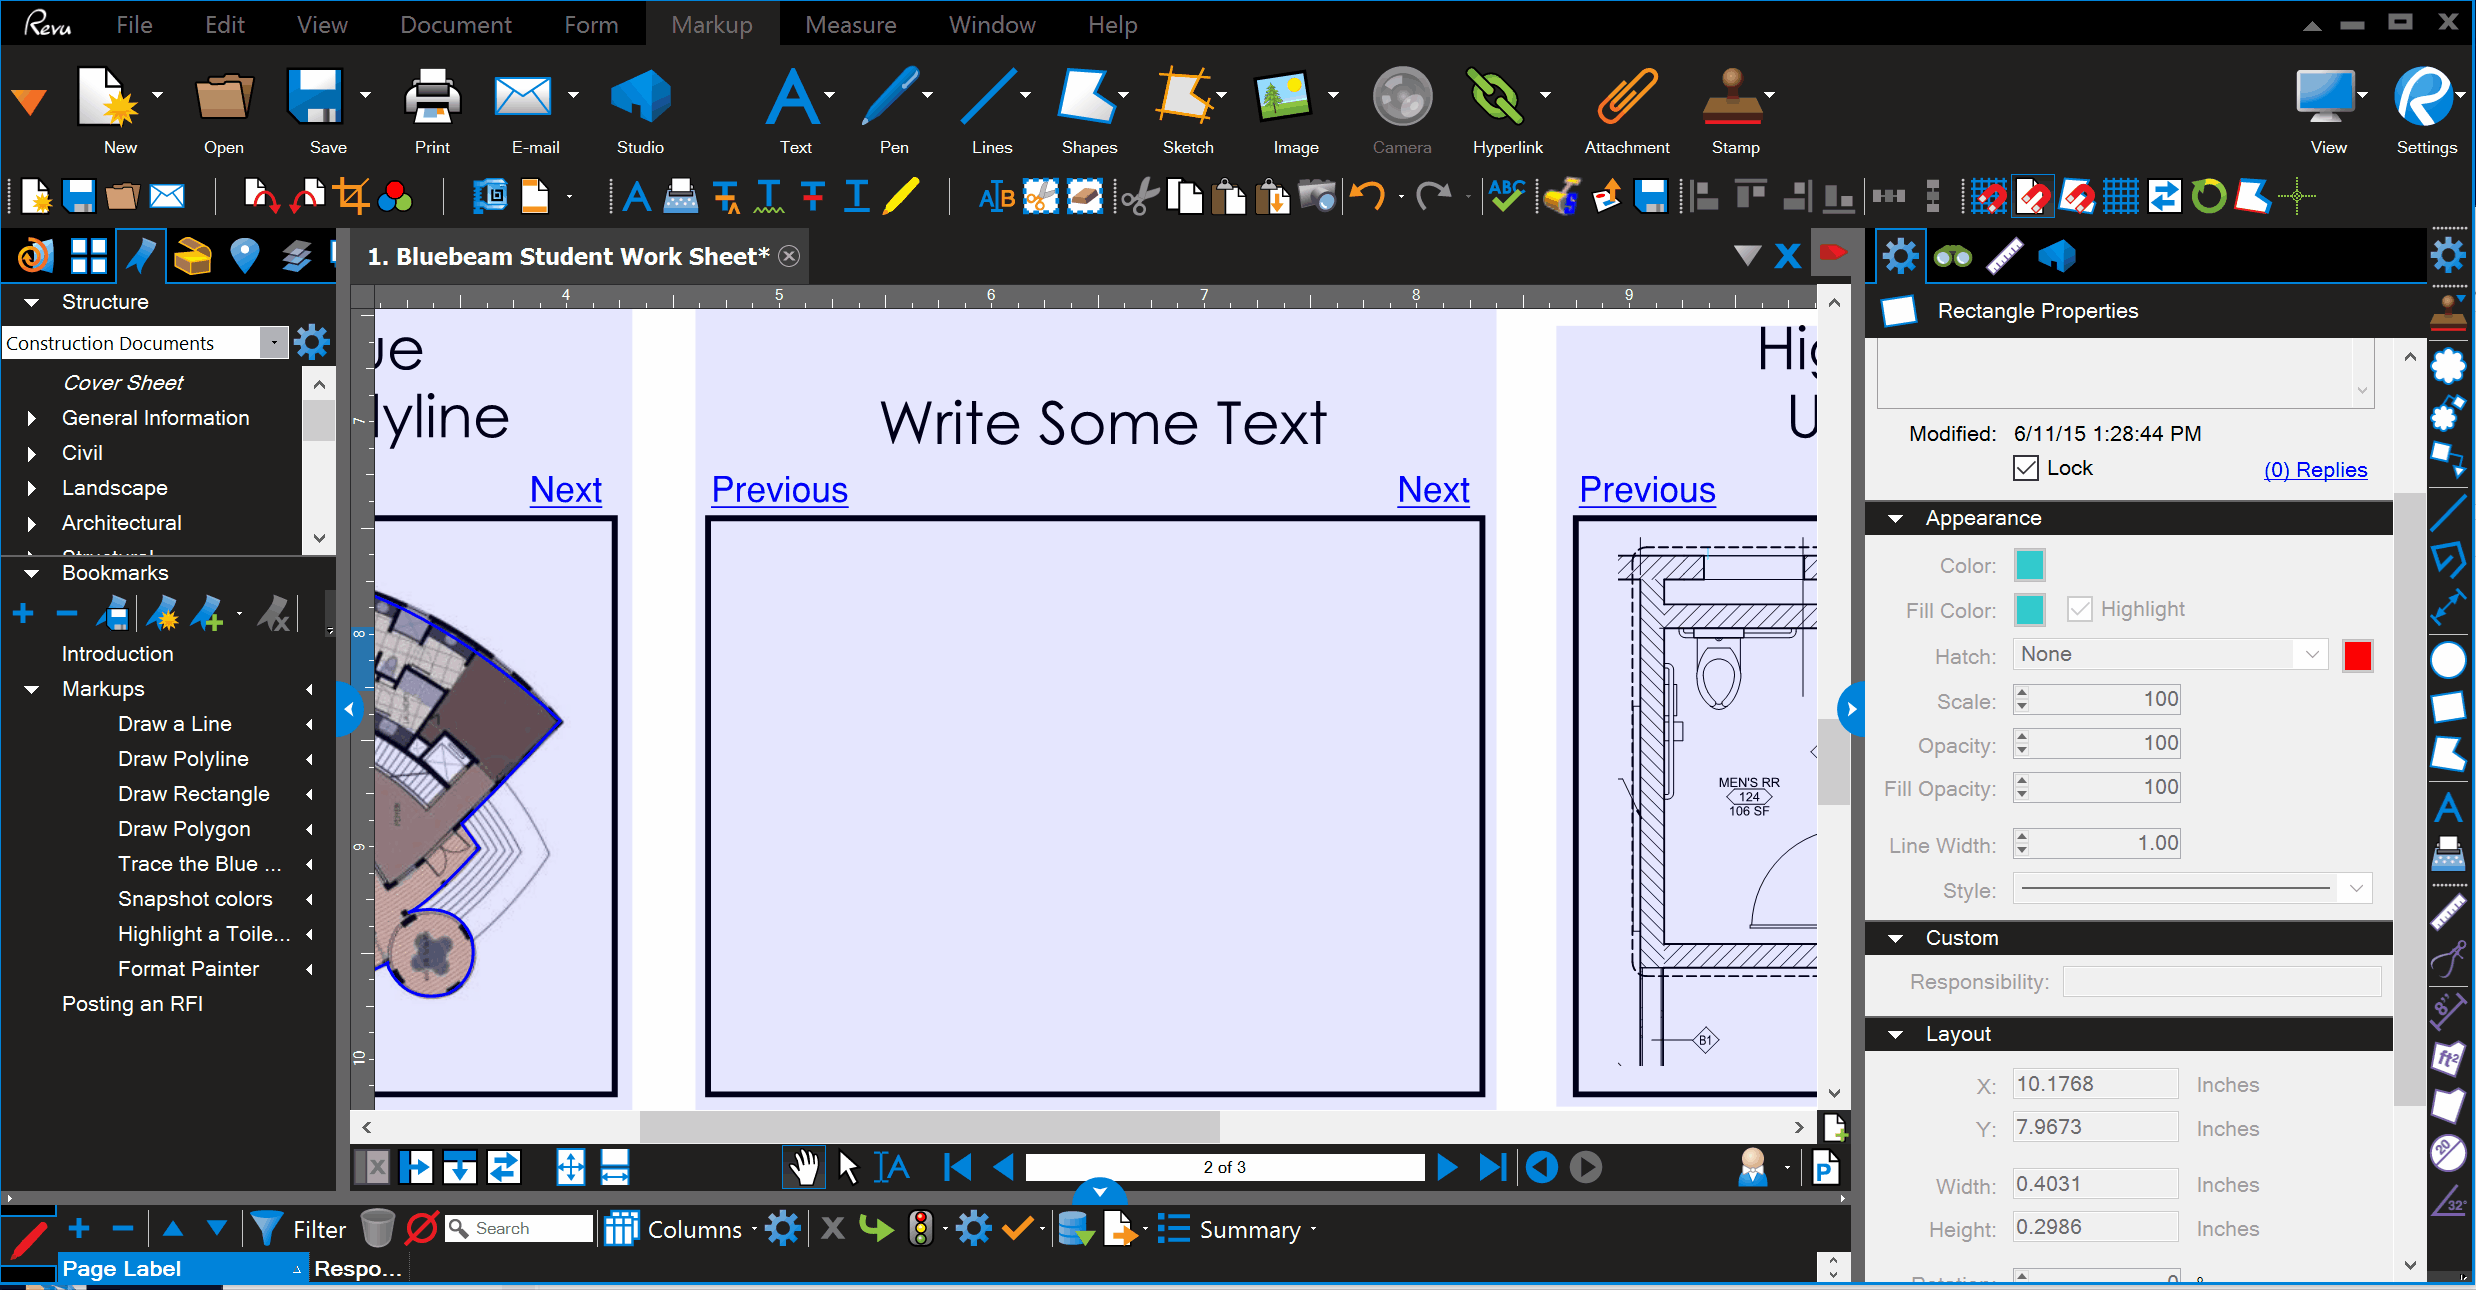 Revu File Edit View Document Form Markup Measure Window Help
New Open Save Print E-mail Studio Text Pen Lines Shapes Sketch Image Camera Hyperlink Attachment Stamp View Settings
1. Bluebeam Student Work Sheet*
Structure
Construction Documents
Cover Sheet
General Information
Civil
Landscape
Architectural
Bookmarks
Introduction
Markups
Draw a Line
Draw Polyline
Draw Rectangle
Draw Polygon
Trace the Blue ...
Snapshot colors
Highlight a Toile...
Format Painter
Posting an RFI
4 5 6 7 8 9
7
8
9
10
ue
lyline
Next
Write Some Text
Previous Next
Hig
U
Previous
MEN'S RR
124
106 SF
B1
2 of 3
Rectangle Properties
Modified: 6/11/15 1:28:44 PM
Lock (0) Replies
Appearance
Color:
Fill Color: Highlight
Hatch: None
Scale: 100
Opacity: 100
Fill Opacity: 100
Line Width: 1.00
Style:
Custom
Responsibility:
Layout
X: 10.1768 Inches
Y: 7.9673 Inches
Width: 0.4031 Inches
Height: 0.2986 Inches
Filter Search Columns Summary
Page Label Respo...